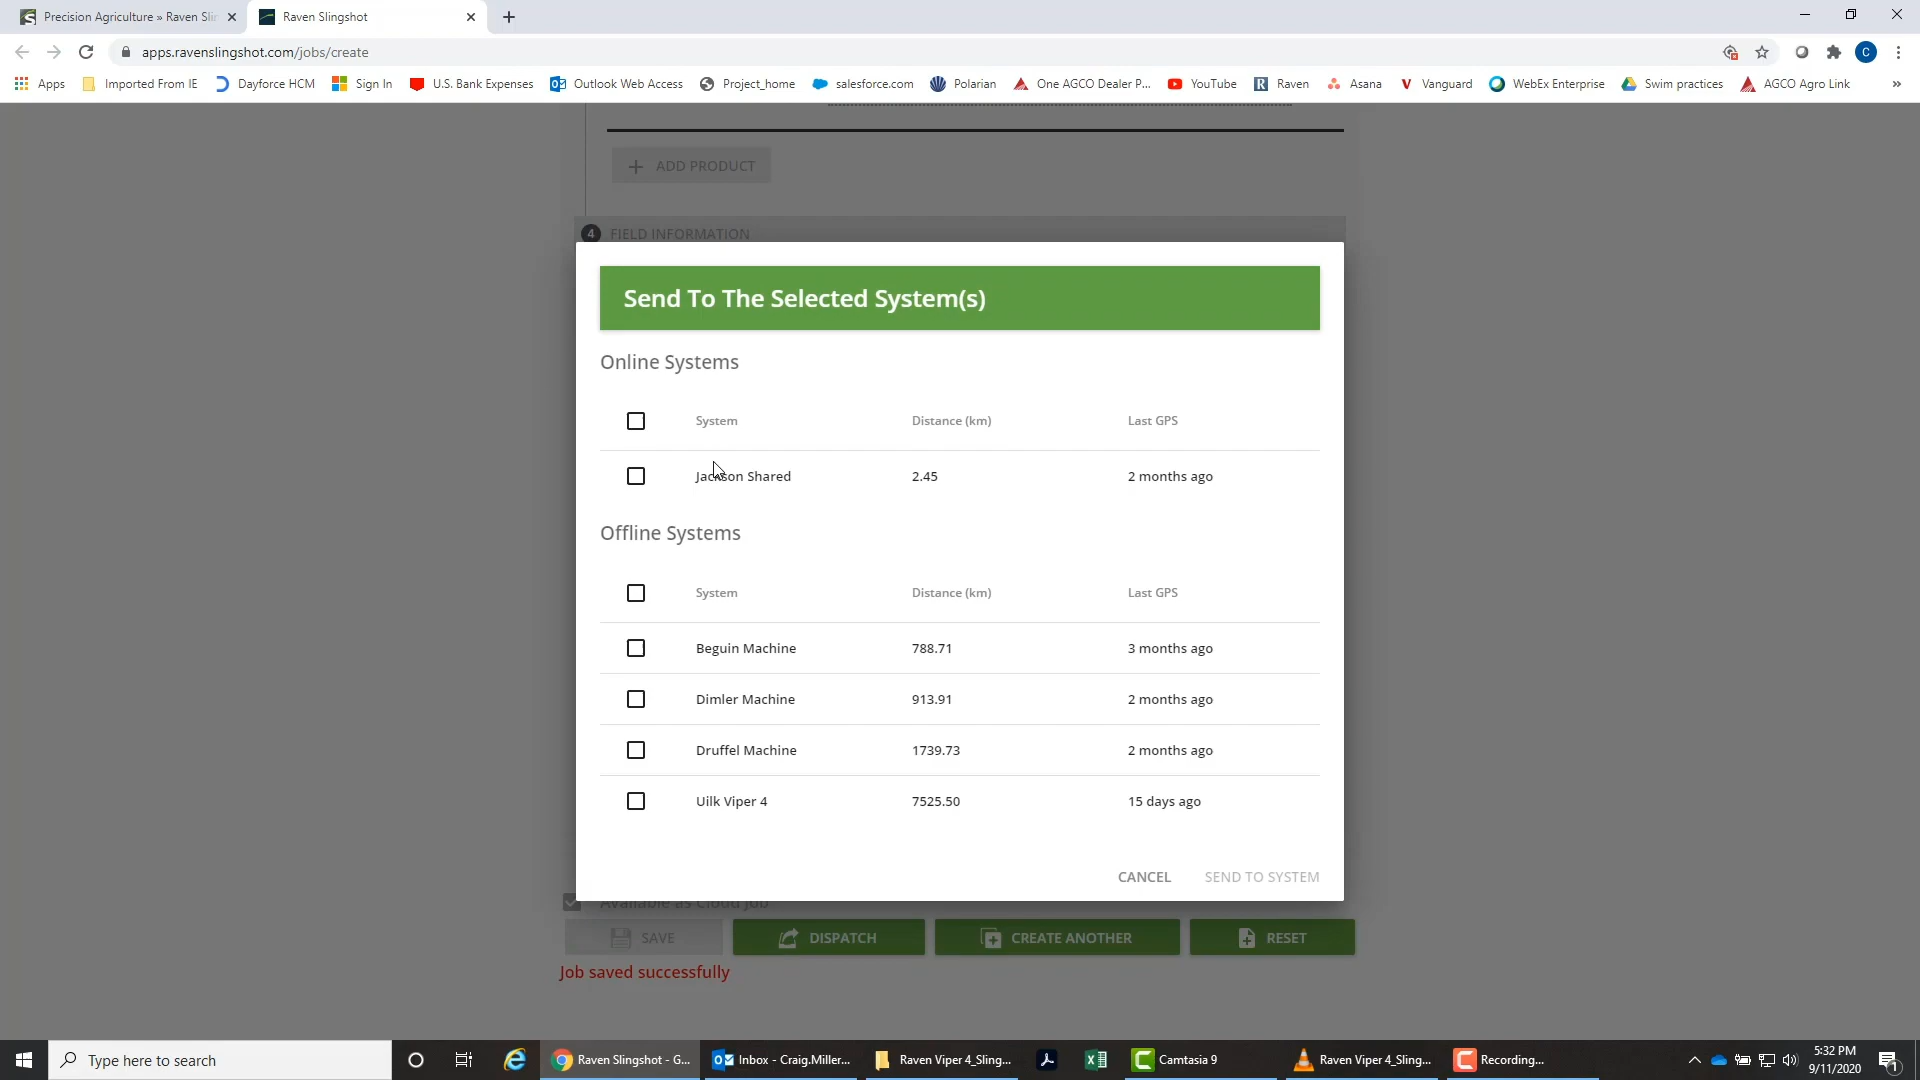 Precision Agriculture » Raven Slin
Raven Slingshot
apps.ravenslingshot.com/jobs/create
C
Apps
Imported From IE
Dayforce HCM
Sign In
U.S. Bank Expenses
Outlook Web Access
Project_home
salesforce.com
Polarian
One AGCO Dealer P...
YouTube
Raven
Asana
Vanguard
WebEx Enterprise
Swim practices
AGCO Agro Link
»
ADD PRODUCT
4 FIELD INFORMATION
Send To The Selected System(s)
Online Systems
System Distance (km) Last GPS
Jackson Shared 2.45 2 months ago
Offline Systems
System Distance (km) Last GPS
Beguin Machine 788.71 3 months ago
Dimler Machine 913.91 2 months ago
Druffel Machine 1739.73 2 months ago
Uilk Viper 4 7525.50 15 days ago
CANCEL SEND TO SYSTEM
Available as Cloud Job
SAVE DISPATCH CREATE ANOTHER RESET
Job saved successfully
Type here to search
Raven Slingshot - G...
Inbox - Craig.Miller...
Raven Viper 4_Sling...
Camtasia 9
Raven Viper 4_Sling...
Recording...
5:32 PM
9/11/2020
1